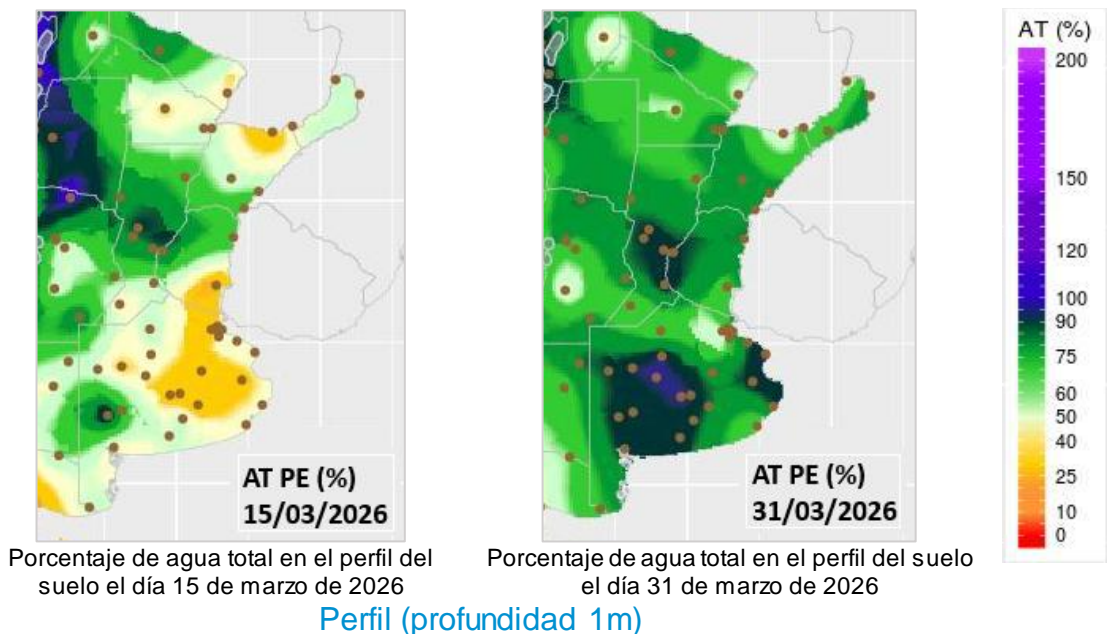 AT (%)
200
150
120
100
90
75
60
50
40
25
10
0
AT PE (%)
15/03/2026
AT PE (%)
31/03/2026
Porcentaje de agua total en el perfil del
suelo el día 15 de marzo de 2026
Porcentaje de agua total en el perfil del suelo
el día 31 de marzo de 2026
Perfil (profundidad 1m)